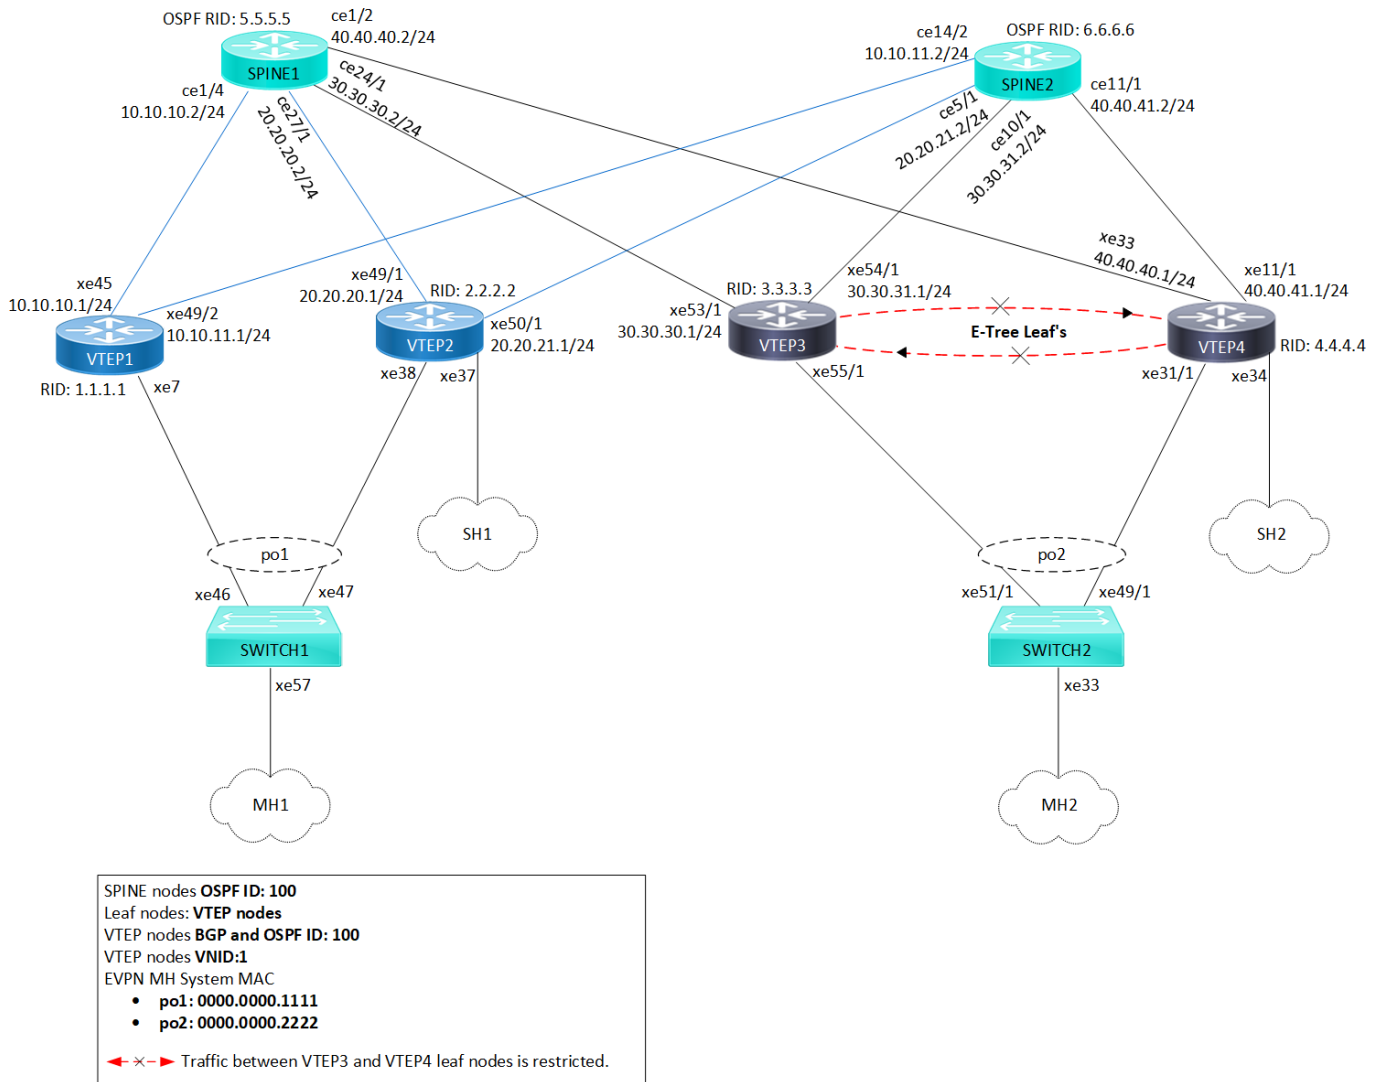 OSPF RID: 5.5.5.5
ce1/2
40.40.40.2/24
SPINE1
ce24/1
30.30.30.2/24
ce1/4
10.10.10.2/24
ce27/1
20.20.20.2/24
ce14/2
10.10.11.2/24
OSPF RID: 6.6.6.6
SPINE2
ce11/1
40.40.41.2/24
ce5/1
20.20.21.2/24
ce10/1
30.30.31.2/24
xe45
10.10.10.1/24
xe49/2
10.10.11.1/24
VTEP1
RID: 1.1.1.1
xe7
xe49/1
20.20.20.1/24
RID: 2.2.2.2
VTEP2
xe50/1
20.20.21.1/24
xe38
xe37
RID: 3.3.3.3
xe53/1
30.30.30.1/24
VTEP3
xe54/1
30.30.31.1/24
xe55/1
E-Tree Leaf's
xe33
40.40.40.1/24
xe11/1
40.40.41.1/24
VTEP4
RID: 4.4.4.4
xe31/1
xe34
SH1
SH2
po1
po2
xe46
xe47
xe51/1
xe49/1
SWITCH1
SWITCH2
xe57
xe33
MH1
MH2
SPINE nodes OSPF ID: 100
Leaf nodes: VTEP nodes
VTEP nodes BGP and OSPF ID: 100
VTEP nodes VNID:1
EVPN MH System MAC
• po1: 0000.0000.1111
• po2: 0000.0000.2222
Traffic between VTEP3 and VTEP4 leaf nodes is restricted.